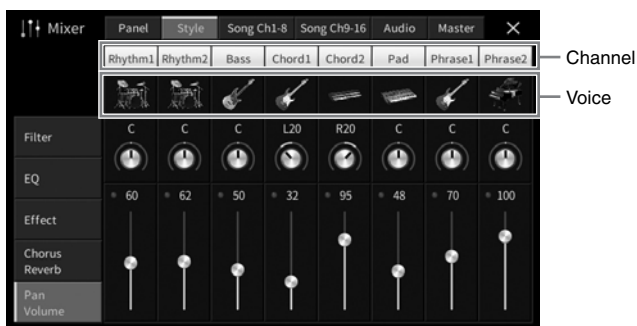 Mixer
Panel Style Song Ch1-8 Song Ch9-16 Audio Master ×
Rhythm1 Rhythm2 Bass Chord1 Chord2 Pad Phrase1 Phrase2
Channel
Voice
Filter
EQ
Effect
Chorus
Reverb
Pan
Volume
C C C L20 R20 C C C
60 62 50 32 95 48 70 100